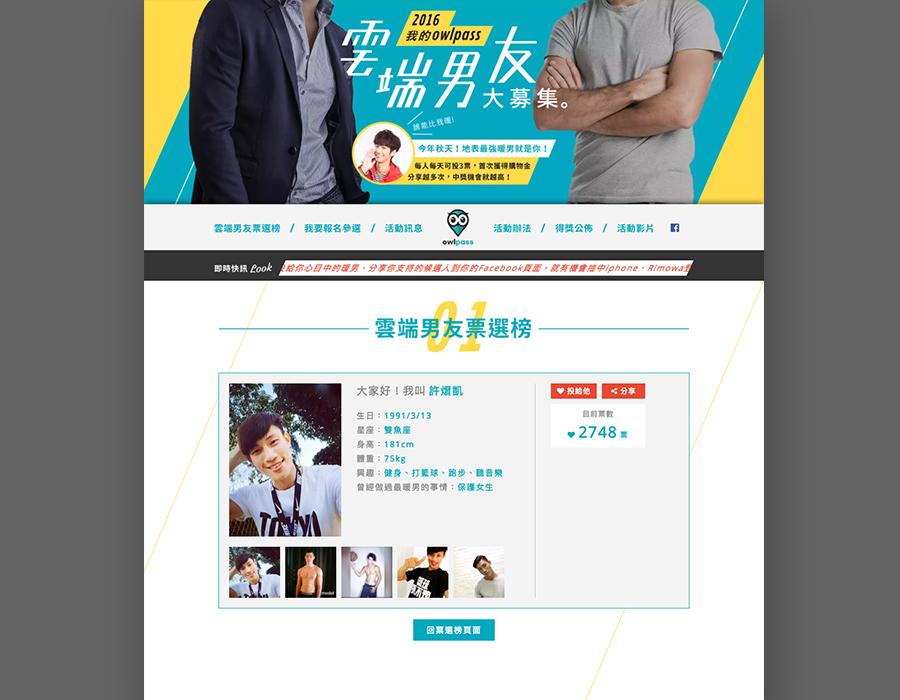 2016
我的owlpass
雲端男友
大募集。
誰能比我暖!
今年秋天！地表最強暖男就是你！
每人每天可投3票，首次獲得購物金
分享越多次，中獎機會就越高！
雲端男友票選榜 / 我要報名參選 / 活動訊息
owlpass
活動辦法 / 得獎公佈 / 活動影片
即時快訊 Look
給你心目中的暖男，分享你支持的候選人到你的Facebook頁面，就有機會抽中iphone、Rimowa
01
雲端男友票選榜
大家好！我叫 許熠凱
生日：1991/3/13
星座：雙魚座
身高：181cm
體重：75kg
興趣：健身、打籃球、跑步、聽音樂
曾經做過最暖男的事情：保護女生
投給他
分享
目前票數
2748 票
model
回票選榜頁面